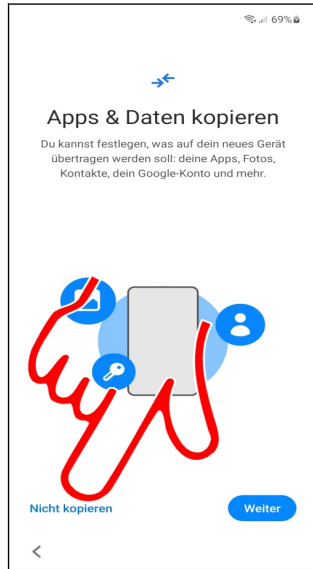 69%
Apps & Daten kopieren
Du kannst festlegen, was auf dein neues Gerät
übertragen werden soll: deine Apps, Fotos,
Kontakte, dein Google-Konto und mehr.
Nicht kopieren
Weiter